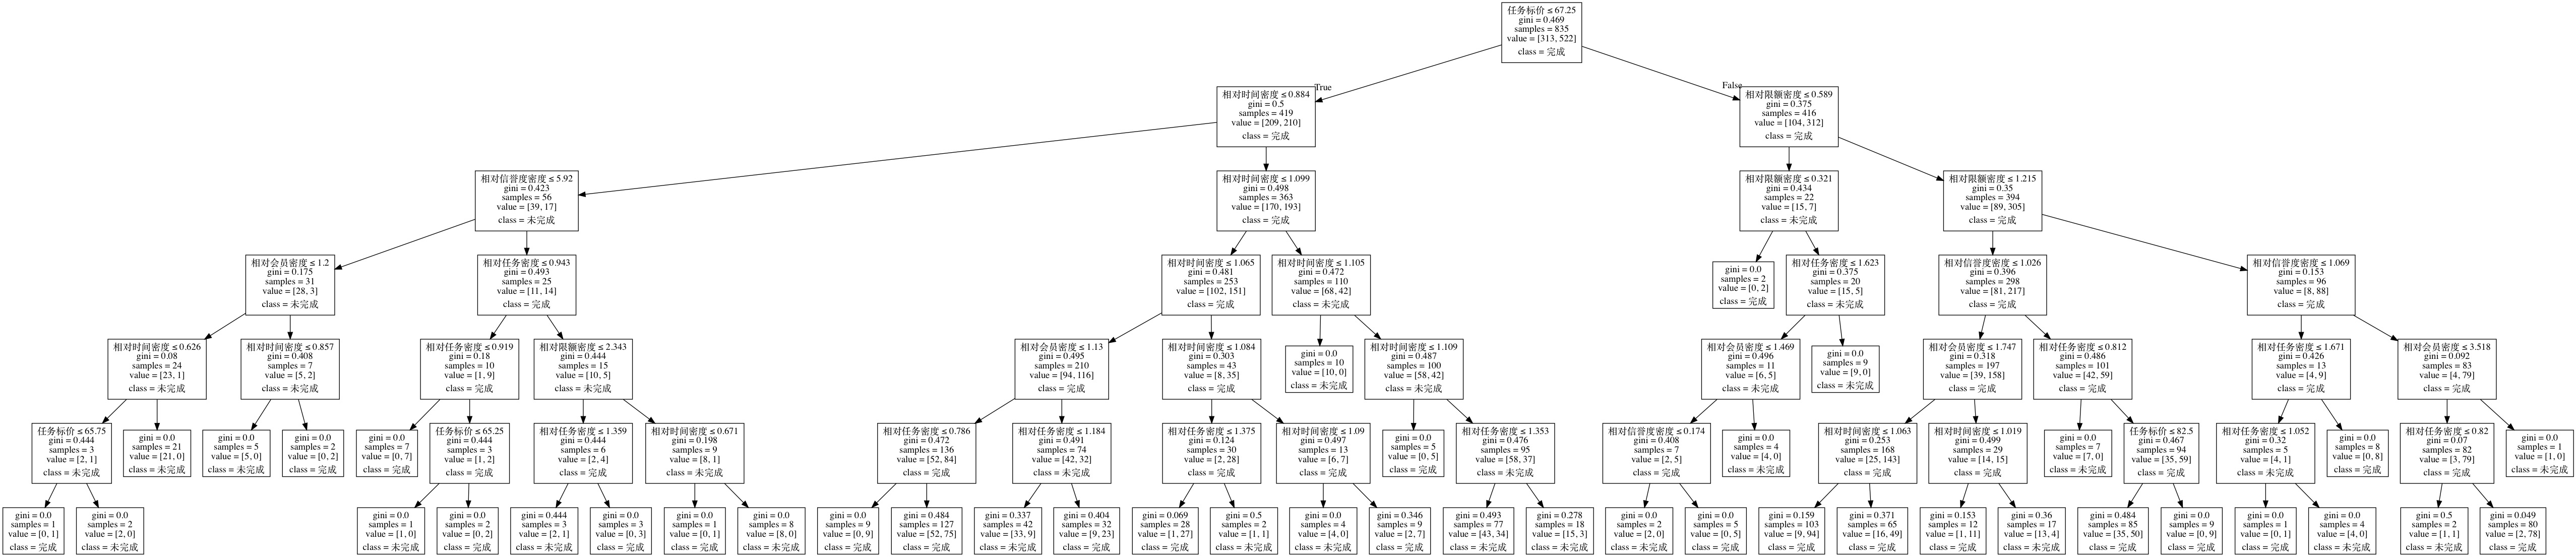 任务标价 ≤ 67.25
gini = 0.469
samples = 835
value = [313, 522]
class = 完成
True
False
相对时间密度 ≤ 0.884
gini = 0.5
samples = 419
value = [209, 210]
class = 完成
相对限额密度 ≤ 0.589
gini = 0.375
samples = 416
value = [104, 312]
class = 完成
相对信誉度密度 ≤ 5.92
gini = 0.423
samples = 56
value = [39, 17]
class = 未完成
相对时间密度 ≤ 1.099
gini = 0.498
samples = 363
value = [170, 193]
class = 完成
相对限额密度 ≤ 0.321
gini = 0.434
samples = 22
value = [15, 7]
class = 未完成
相对限额密度 ≤ 1.215
gini = 0.35
samples = 394
value = [89, 305]
class = 完成
相对会员密度 ≤ 1.2
gini = 0.175
samples = 31
value = [28, 3]
class = 未完成
相对任务密度 ≤ 0.943
gini = 0.493
samples = 25
value = [11, 14]
class = 完成
相对时间密度 ≤ 1.065
gini = 0.481
samples = 253
value = [102, 151]
class = 完成
相对时间密度 ≤ 1.105
gini = 0.472
samples = 110
value = [68, 42]
class = 未完成
gini = 0.0
samples = 2
value = [0, 2]
class = 完成
相对任务密度 ≤ 1.623
gini = 0.375
samples = 20
value = [15, 5]
class = 未完成
相对信誉度密度 ≤ 1.026
gini = 0.396
samples = 298
value = [81, 217]
class = 完成
相对信誉度密度 ≤ 1.069
gini = 0.153
samples = 96
value = [8, 88]
class = 完成
相对时间密度 ≤ 0.626
gini = 0.08
samples = 24
value = [23, 1]
class = 未完成
相对时间密度 ≤ 0.857
gini = 0.408
samples = 7
value = [5, 2]
class = 未完成
相对任务密度 ≤ 0.919
gini = 0.18
samples = 10
value = [1, 9]
class = 完成
相对限额密度 ≤ 2.343
gini = 0.444
samples = 15
value = [10, 5]
class = 未完成
相对会员密度 ≤ 1.13
gini = 0.495
samples = 210
value = [94, 116]
class = 完成
相对时间密度 ≤ 1.084
gini = 0.303
samples = 43
value = [8, 35]
class = 完成
gini = 0.0
samples = 10
value = [10, 0]
class = 未完成
相对时间密度 ≤ 1.109
gini = 0.487
samples = 100
value = [58, 42]
class = 未完成
相对会员密度 ≤ 1.469
gini = 0.496
samples = 11
value = [6, 5]
class = 未完成
gini = 0.0
samples = 9
value = [9, 0]
class = 未完成
相对会员密度 ≤ 1.747
gini = 0.318
samples = 197
value = [39, 158]
class = 完成
相对任务密度 ≤ 0.812
gini = 0.486
samples = 101
value = [42, 59]
class = 完成
相对任务密度 ≤ 1.671
gini = 0.426
samples = 13
value = [4, 9]
class = 完成
相对会员密度 ≤ 3.518
gini = 0.092
samples = 83
value = [4, 79]
class = 完成
任务标价 ≤ 65.75
gini = 0.444
samples = 3
value = [2, 1]
class = 未完成
gini = 0.0
samples = 21
value = [21, 0]
class = 未完成
gini = 0.0
samples = 5
value = [5, 0]
class = 未完成
gini = 0.0
samples = 2
value = [0, 2]
class = 完成
gini = 0.0
samples = 7
value = [0, 7]
class = 完成
任务标价 ≤ 65.25
gini = 0.444
samples = 3
value = [1, 2]
class = 完成
相对任务密度 ≤ 1.359
gini = 0.444
samples = 6
value = [2, 4]
class = 完成
相对时间密度 ≤ 0.671
gini = 0.198
samples = 9
value = [8, 1]
class = 未完成
相对任务密度 ≤ 0.786
gini = 0.472
samples = 136
value = [52, 84]
class = 完成
相对任务密度 ≤ 1.184
gini = 0.491
samples = 74
value = [42, 32]
class = 未完成
相对任务密度 ≤ 1.375
gini = 0.124
samples = 30
value = [2, 28]
class = 完成
相对时间密度 ≤ 1.09
gini = 0.497
samples = 13
value = [6, 7]
class = 完成
gini = 0.0
samples = 5
value = [0, 5]
class = 完成
相对任务密度 ≤ 1.353
gini = 0.476
samples = 95
value = [58, 37]
class = 未完成
相对信誉度密度 ≤ 0.174
gini = 0.408
samples = 7
value = [2, 5]
class = 完成
gini = 0.0
samples = 4
value = [4, 0]
class = 未完成
相对时间密度 ≤ 1.063
gini = 0.253
samples = 168
value = [25, 143]
class = 完成
相对时间密度 ≤ 1.019
gini = 0.499
samples = 29
value = [14, 15]
class = 完成
gini = 0.0
samples = 7
value = [7, 0]
class = 未完成
任务标价 ≤ 82.5
gini = 0.467
samples = 94
value = [35, 59]
class = 完成
相对任务密度 ≤ 1.052
gini = 0.32
samples = 5
value = [4, 1]
class = 未完成
gini = 0.0
samples = 8
value = [0, 8]
class = 完成
相对任务密度 ≤ 0.82
gini = 0.07
samples = 82
value = [3, 79]
class = 完成
gini = 0.0
samples = 1
value = [1, 0]
class = 未完成
gini = 0.0
samples = 1
value = [0, 1]
class = 完成
gini = 0.0
samples = 2
value = [2, 0]
class = 未完成
gini = 0.0
samples = 1
value = [1, 0]
class = 未完成
gini = 0.0
samples = 2
value = [0, 2]
class = 完成
gini = 0.444
samples = 3
value = [2, 1]
class = 未完成
gini = 0.0
samples = 3
value = [0, 3]
class = 完成
gini = 0.0
samples = 1
value = [0, 1]
class = 完成
gini = 0.0
samples = 8
value = [8, 0]
class = 未完成
gini = 0.0
samples = 9
value = [0, 9]
class = 完成
gini = 0.484
samples = 127
value = [52, 75]
class = 完成
gini = 0.337
samples = 42
value = [33, 9]
class = 未完成
gini = 0.404
samples = 32
value = [9, 23]
class = 完成
gini = 0.069
samples = 28
value = [1, 27]
class = 完成
gini = 0.5
samples = 2
value = [1, 1]
class = 未完成
gini = 0.0
samples = 4
value = [4, 0]
class = 未完成
gini = 0.346
samples = 9
value = [2, 7]
class = 完成
gini = 0.493
samples = 77
value = [43, 34]
class = 未完成
gini = 0.278
samples = 18
value = [15, 3]
class = 未完成
gini = 0.0
samples = 2
value = [2, 0]
class = 未完成
gini = 0.0
samples = 5
value = [0, 5]
class = 完成
gini = 0.159
samples = 103
value = [9, 94]
class = 完成
gini = 0.371
samples = 65
value = [16, 49]
class = 完成
gini = 0.153
samples = 12
value = [1, 11]
class = 完成
gini = 0.36
samples = 17
value = [13, 4]
class = 未完成
gini = 0.484
samples = 85
value = [35, 50]
class = 完成
gini = 0.0
samples = 9
value = [0, 9]
class = 完成
gini = 0.0
samples = 1
value = [0, 1]
class = 完成
gini = 0.0
samples = 4
value = [4, 0]
class = 未完成
gini = 0.5
samples = 2
value = [1, 1]
class = 未完成
gini = 0.049
samples = 80
value = [2, 78]
class = 完成